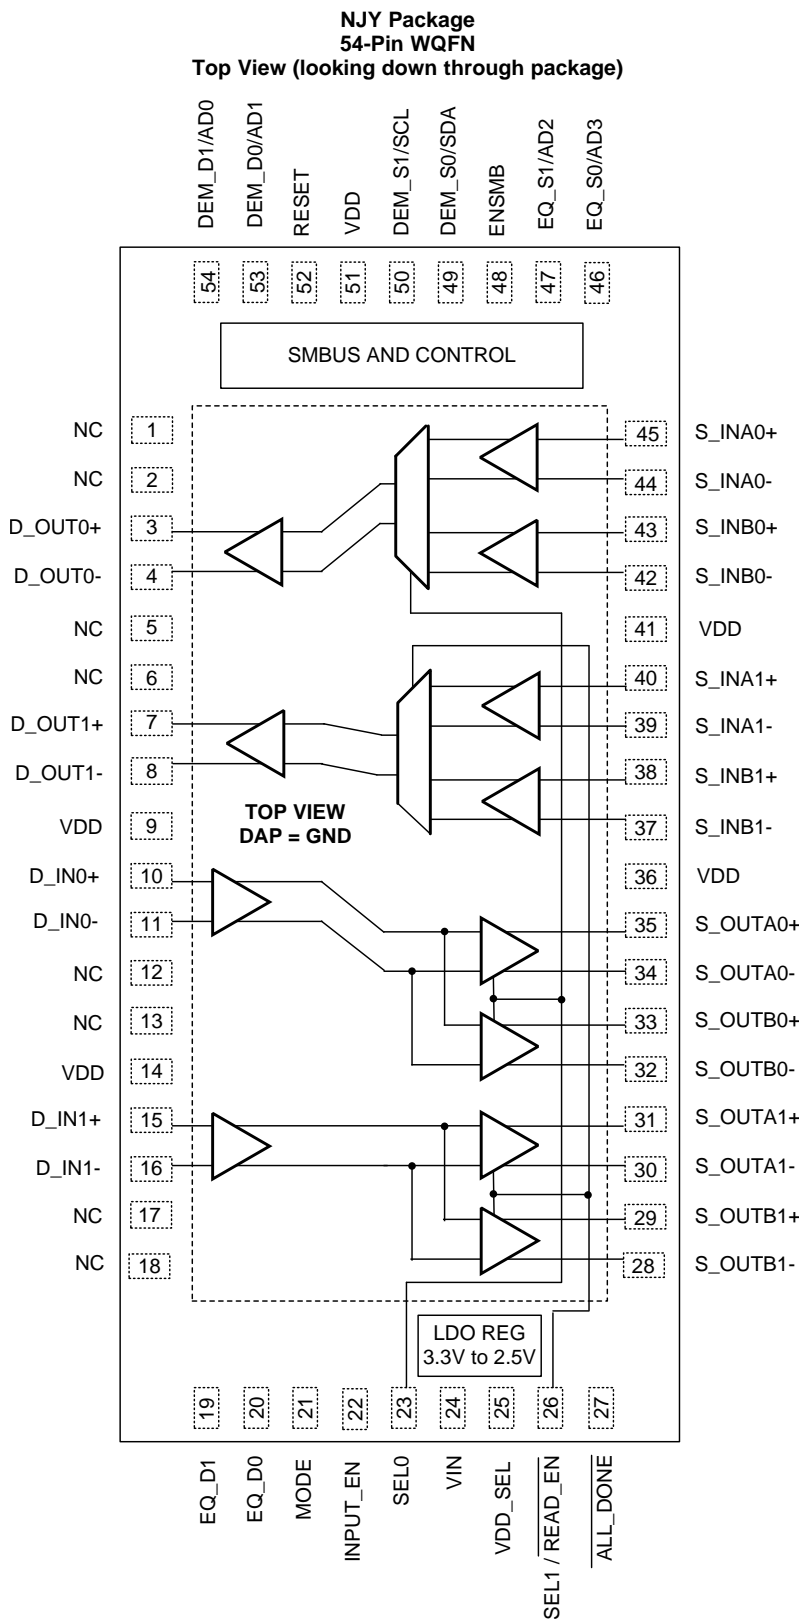 NJY Package
54-Pin WQFN
Top View (looking down through package)
DEM_D1/AD0
DEM_D0/AD1
RESET
VDD
DEM_S1/SCL
DEM_S0/SDA
ENSMB
EQ_S1/AD2
EQ_S0/AD3
54
53
52
51
50
49
48
47
46
SMBUS AND CONTROL
NC 1
45 S_INA0+
NC 2
44 S_INA0-
D_OUT0+ 3
43 S_INB0+
D_OUT0- 4
42 S_INB0-
NC 5
41 VDD
NC 6
40 S_INA1+
D_OUT1+ 7
39 S_INA1-
D_OUT1- 8
38 S_INB1+
TOP VIEW
DAP = GND
VDD 9
37 S_INB1-
D_IN0+ 10
36 VDD
D_IN0- 11
35 S_OUTA0+
NC 12
34 S_OUTA0-
NC 13
33 S_OUTB0+
VDD 14
32 S_OUTB0-
D_IN1+ 15
31 S_OUTA1+
D_IN1- 16
30 S_OUTA1-
NC 17
29 S_OUTB1+
NC 18
28 S_OUTB1-
LDO REG
3.3V to 2.5V
19
20
21
22
23
24
25
26
27
EQ_D1
EQ_D0
MODE
INPUT_EN
SEL0
VIN
VDD_SEL
SEL1 / READ_EN
ALL_DONE